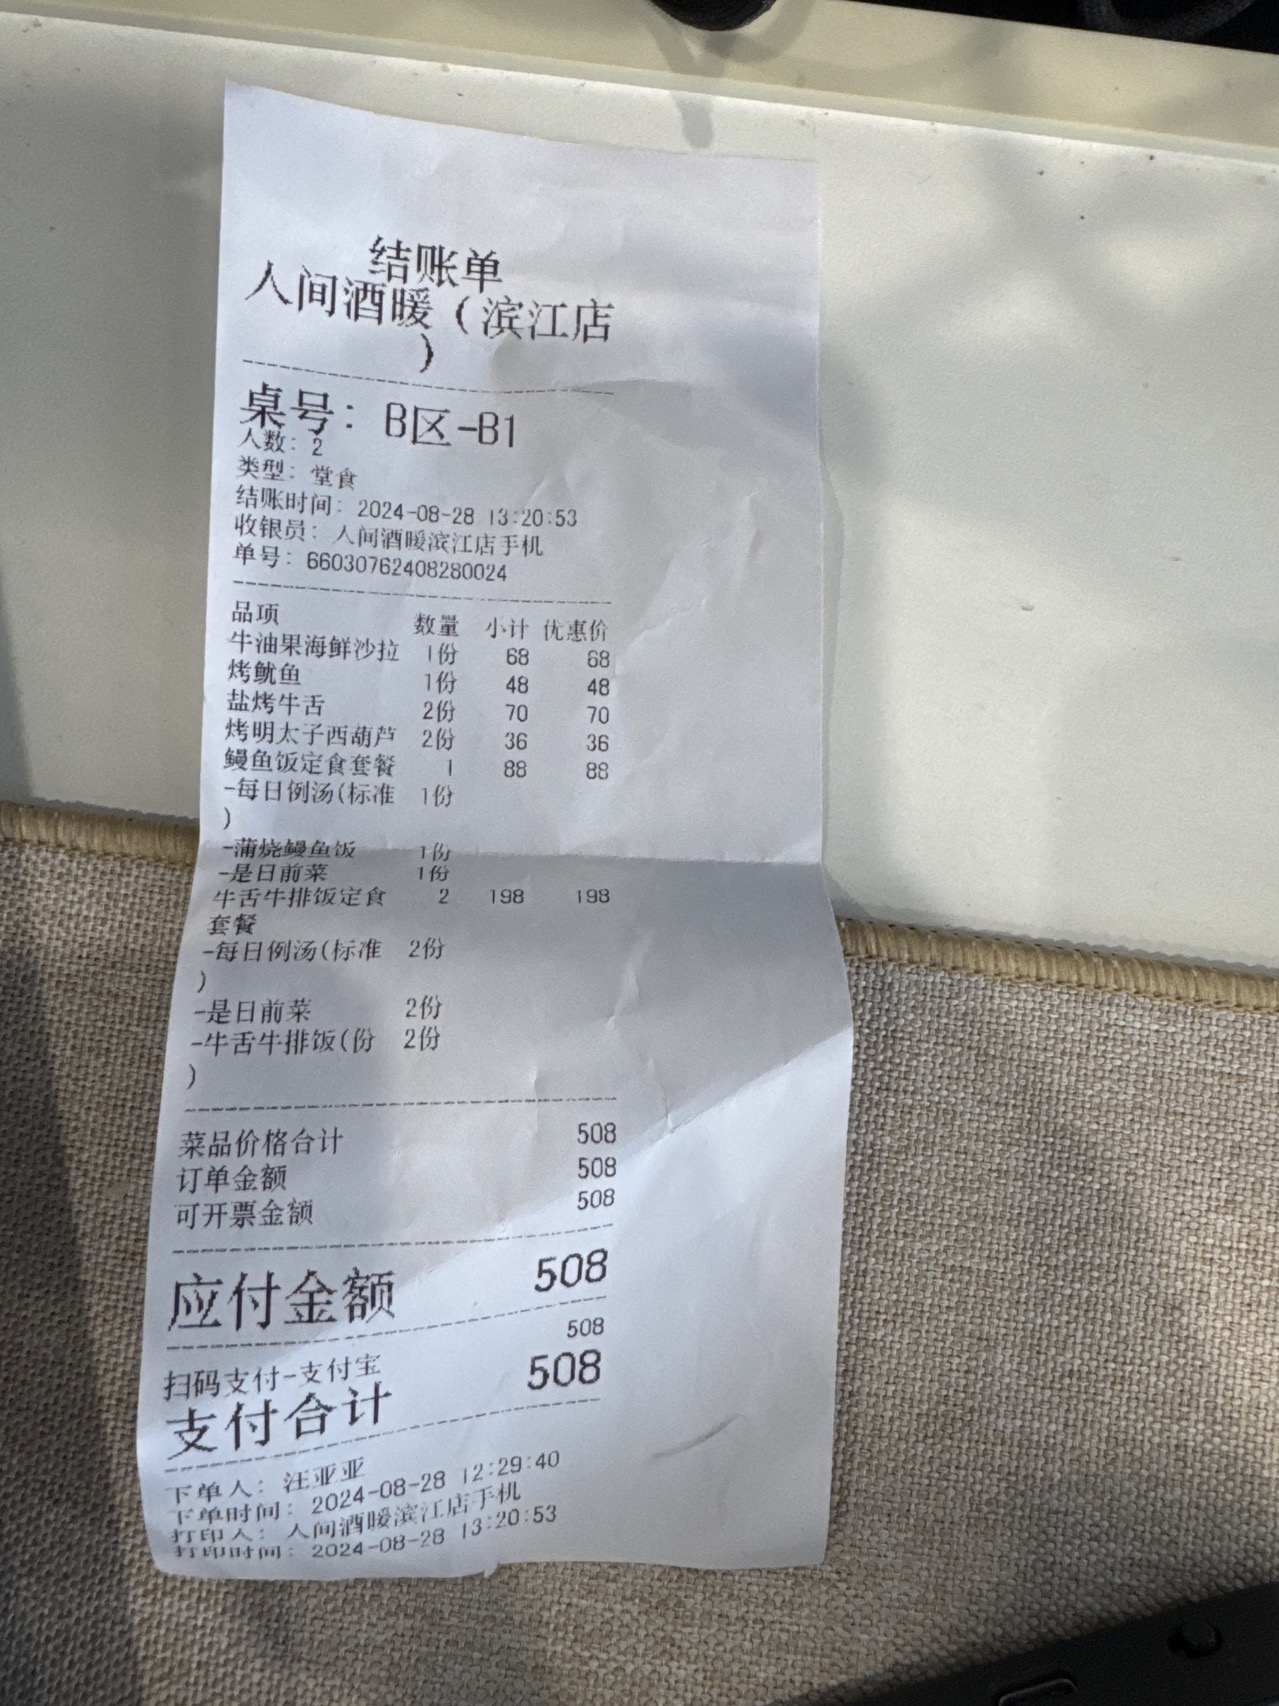 结账单
人间酒暖（滨江店
）
桌号：B区-B1
人数：2
类型：堂食
结账时间：2024-08-28 13:20:53
收银员：人间酒暖滨江店手机
单号：66030762408280024
品项 数量 小计 优惠价
牛油果海鲜沙拉 1份 68 68
烤鱿鱼 1份 48 48
盐烤牛舌 2份 70 70
烤明太子西葫芦 2份 36 36
鳗鱼饭定食套餐 1 88 88
-每日例汤(标准 1份
)
-蒲烧鳗鱼饭 1份
-是日前菜 1份
牛舌牛排饭定食 2 198 198
套餐
-每日例汤(标准 2份
)
-是日前菜 2份
-牛舌牛排饭(份 2份
)
菜品价格合计 508
订单金额 508
可开票金额 508
应付金额 508
扫码支付-支付宝 508
支付合计 508
下单人：汪亚亚
下单时间：2024-08-28 12:29:40
打印人：人间酒暖滨江店手机
打印时间：2024-08-28 13:20:53